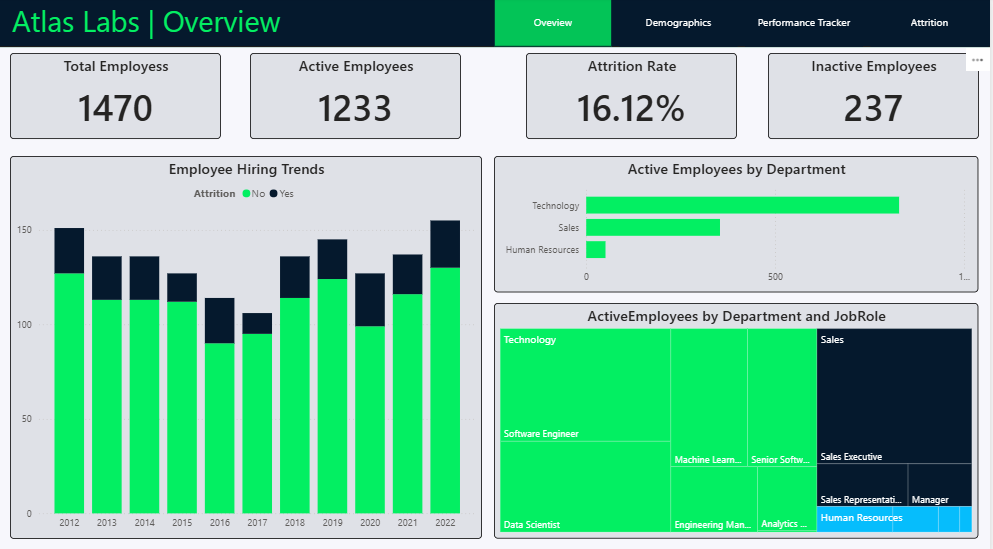 Atlas Labs | Overview
Oveview
Demographics
Performance Tracker
Attrition
Total Employess
1470
Active Employees
1233
Attrition Rate
16.12%
Inactive Employees
237
Employee Hiring Trends
Attrition No Yes
150
100
50
0
2012 2013 2014 2015 2016 2017 2018 2019 2020 2021 2022
Active Employees by Department
Technology
Sales
Human Resources
0 500 1...
ActiveEmployees by Department and JobRole
Technology
Software Engineer
Data Scientist
Machine Learn...
Senior Softw...
Engineering Man...
Analytics ...
Sales
Sales Executive
Sales Representati...
Manager
Human Resources